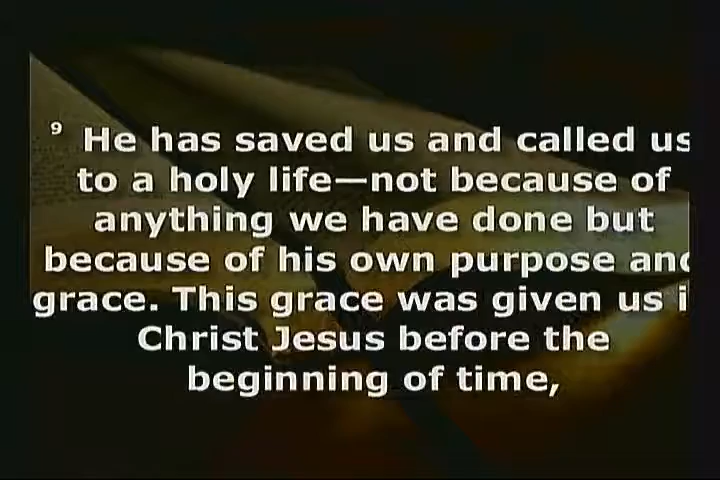 9 He has saved us and called us
to a holy life—not because of
anything we have done but
because of his own purpose and
grace. This grace was given us i
Christ Jesus before the
beginning of time,